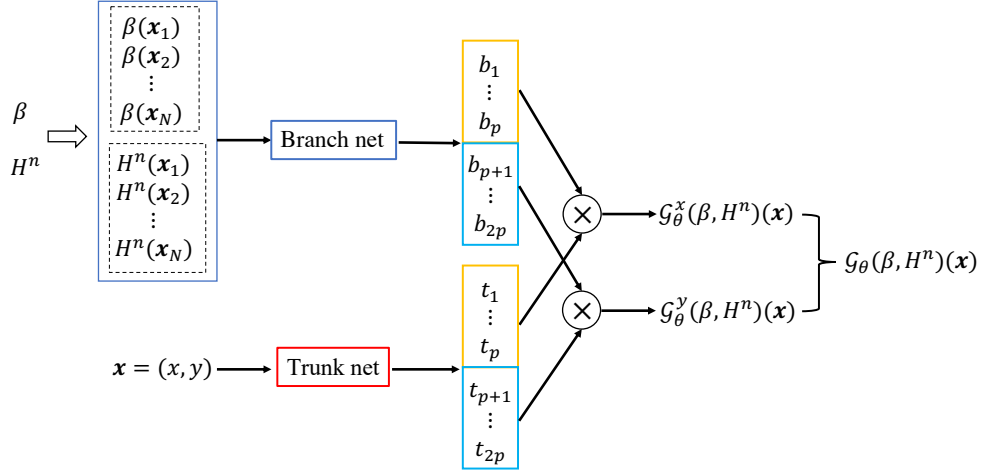 β
Hⁿ
β(𝒙₁)
β(𝒙₂)
⋮
β(𝒙_N)
Hⁿ(𝒙₁)
Hⁿ(𝒙₂)
⋮
Hⁿ(𝒙_N)
Branch net
b₁
⋮
b_p
b_{p+1}
⋮
b_{2p}
𝒙 = (x, y)
Trunk net
t₁
⋮
t_p
t_{p+1}
⋮
t_{2p}
×
×
𝒢_θ^x(β, Hⁿ)(𝒙)
𝒢_θ^y(β, Hⁿ)(𝒙)
𝒢_θ(β, Hⁿ)(𝒙)